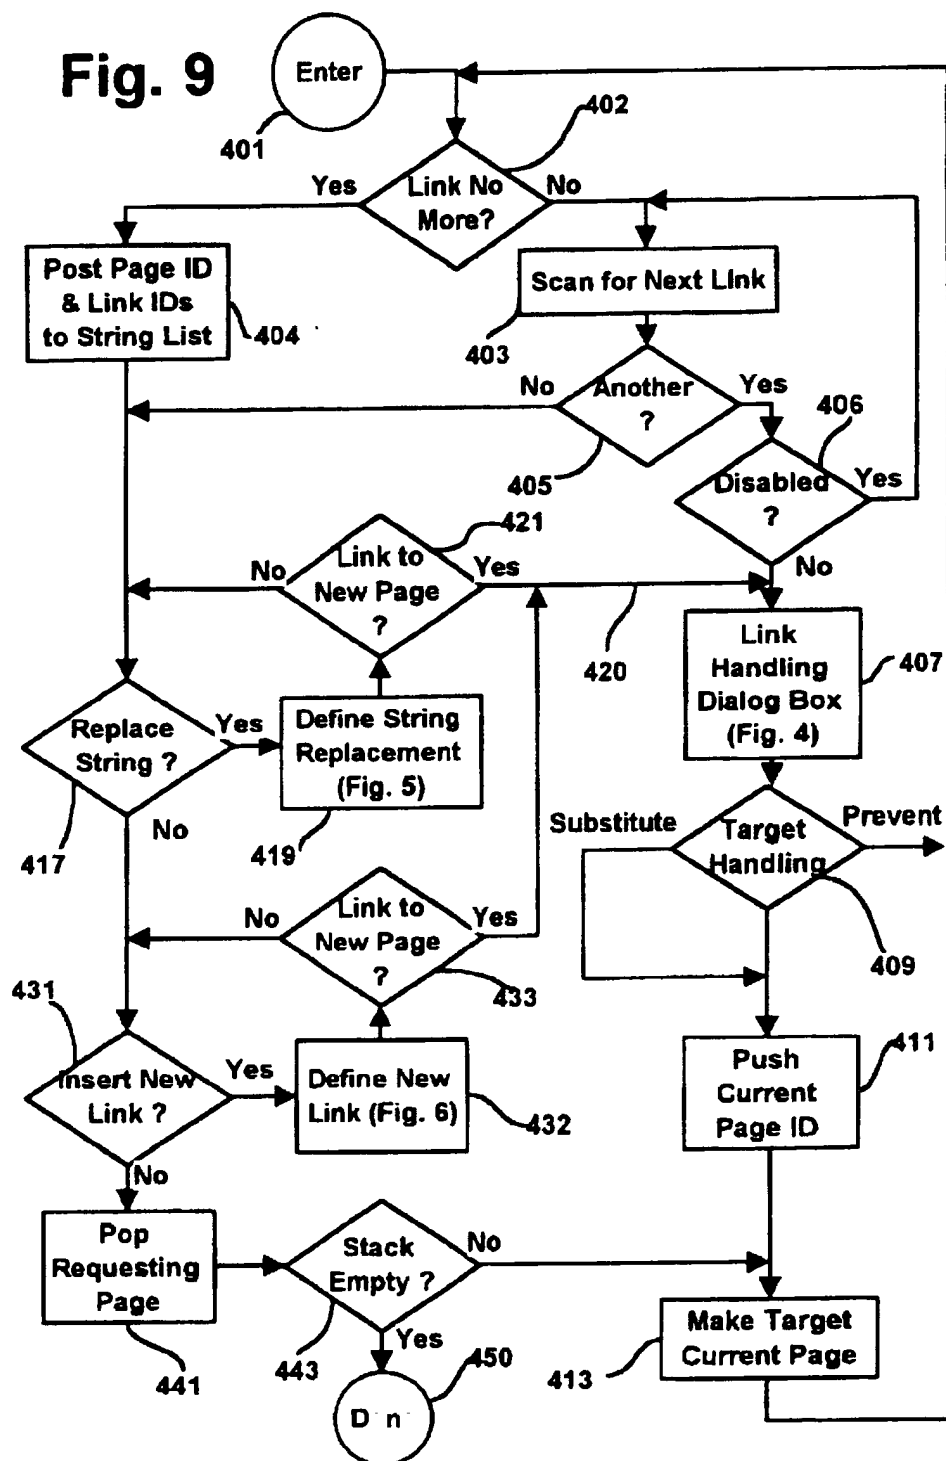 Fig. 9
Enter
401
402
Link No
More?
Yes
No
Post Page ID
& Link IDs
to String List
404
Scan for Next LInk
403
Another
?
No
Yes
405
406
Disabled
?
Yes
No
421
Link to
New Page
?
No
Yes
420
Link
Handling
Dialog Box
(Fig. 4)
407
Replace
String ?
Yes
No
417
Define String
Replacement
(Fig. 5)
419
Substitute
Target
Handling
Prevent
409
Link to
New Page
?
No
Yes
433
431
Insert New
Link ?
Yes
No
Define New
Link (Fig. 6)
432
Push
Current
Page ID
411
Pop
Requesting
Page
441
Stack
Empty ?
No
Yes
443
450
Make Target
Current Page
413